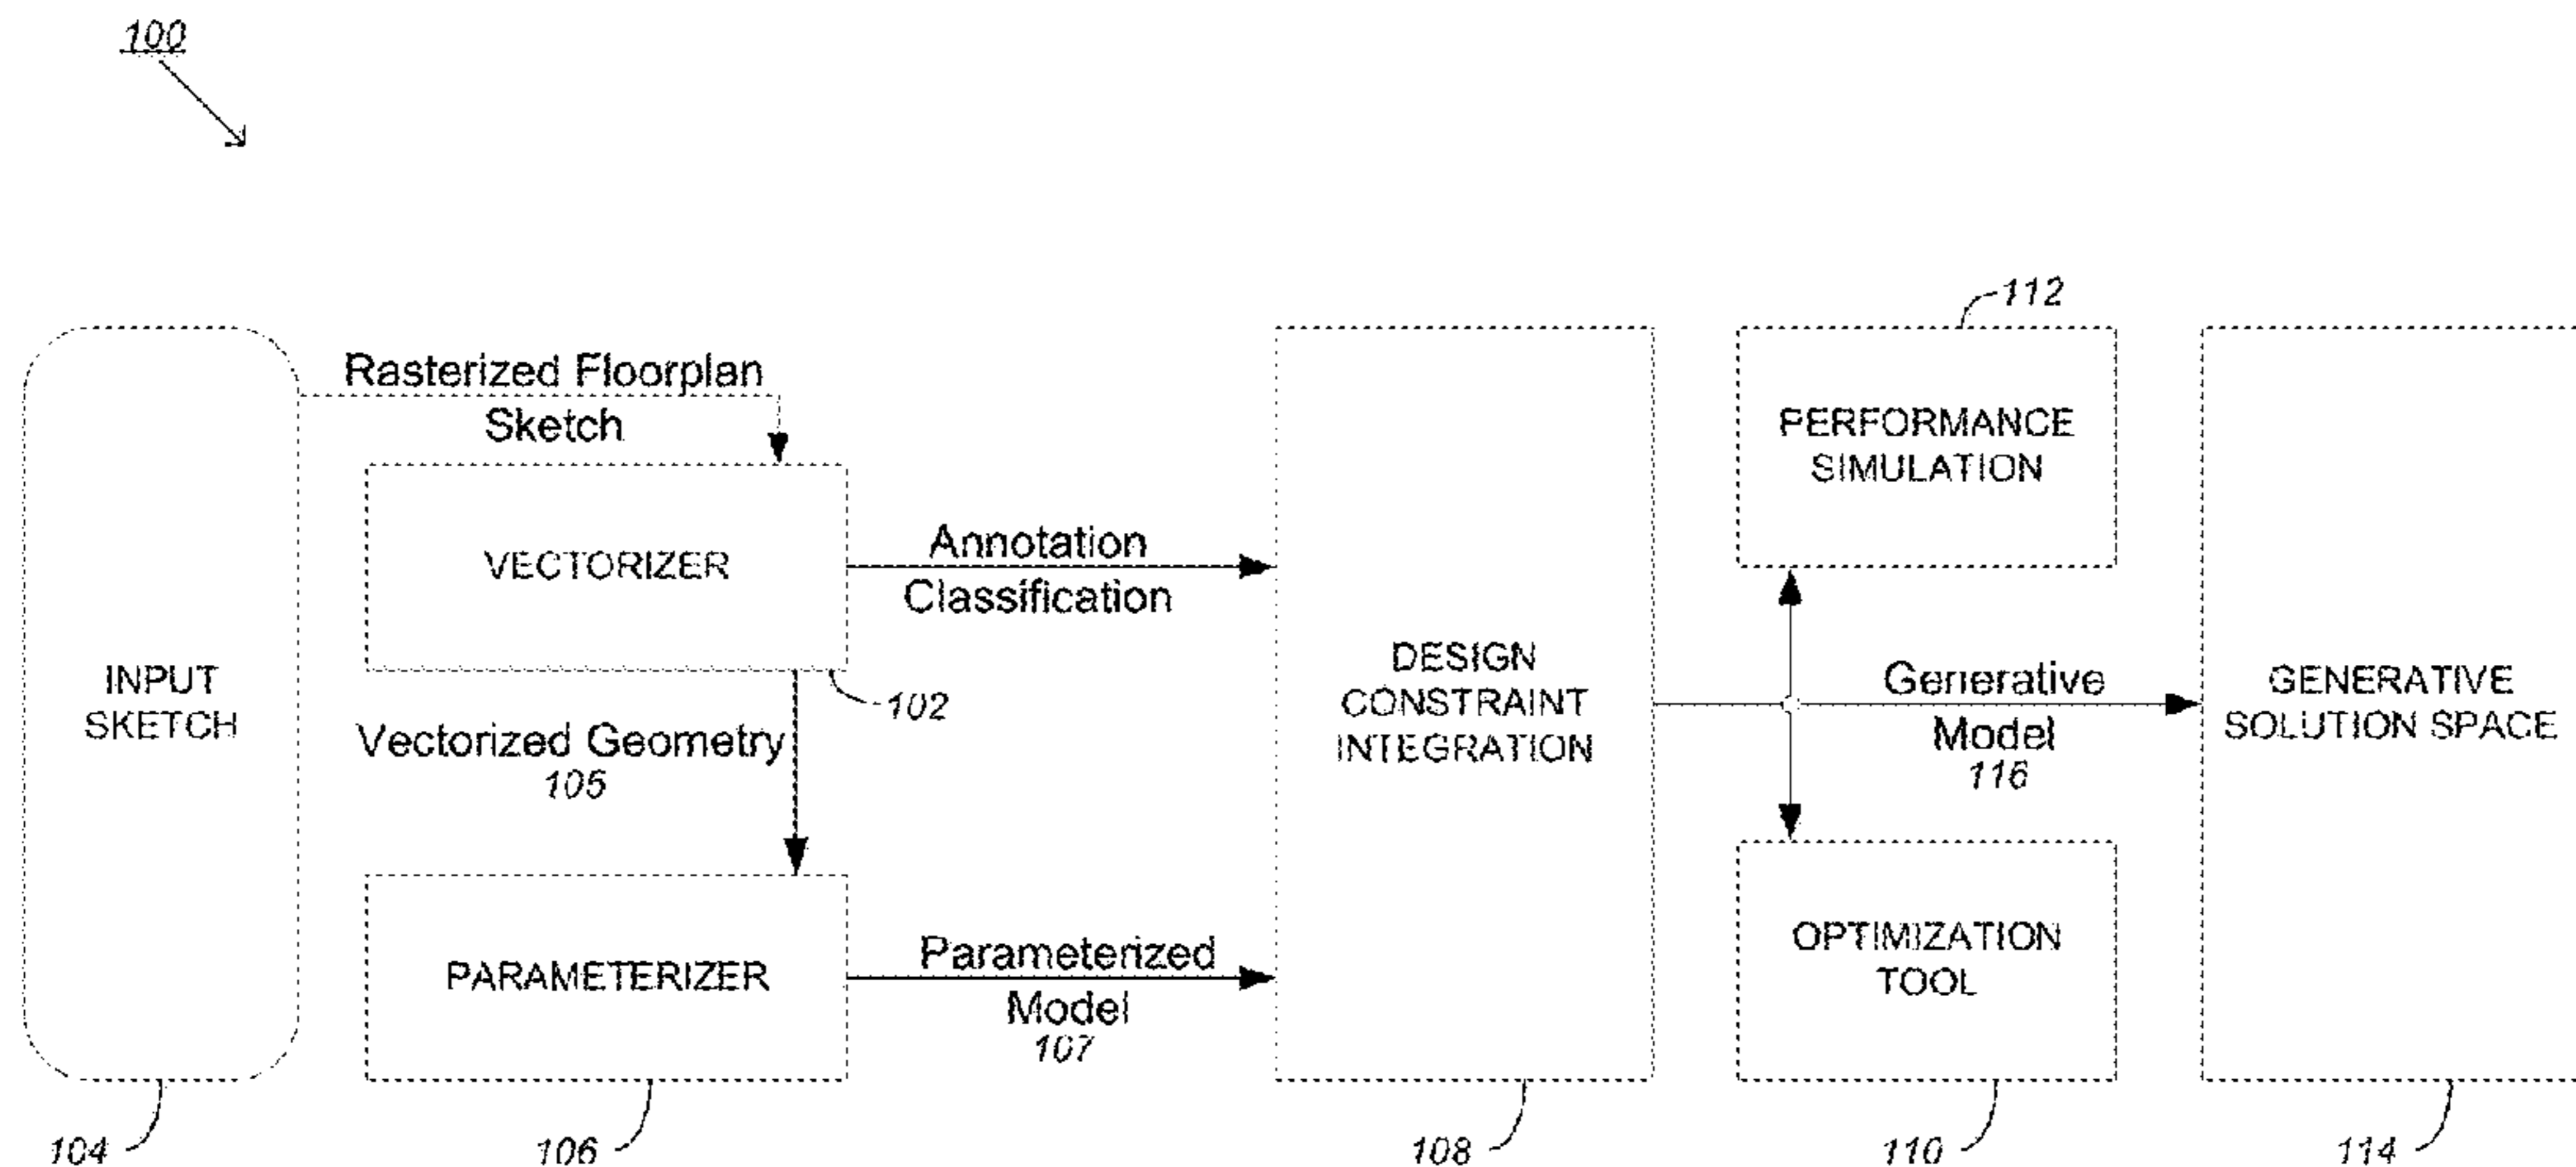 100
112
Rasterized Floorplan
Sketch
PERFORMANCE
SIMULATION
VECTORIZER
Annotation
Classification
INPUT
SKETCH
102
Vectorized Geometry
105
DESIGN
CONSTRAINT
INTEGRATION
Generative
Model
116
GENERATIVE
SOLUTION SPACE
PARAMETERIZER
Parameterized
Model
107
OPTIMIZATION
TOOL
104
106
108
110
114